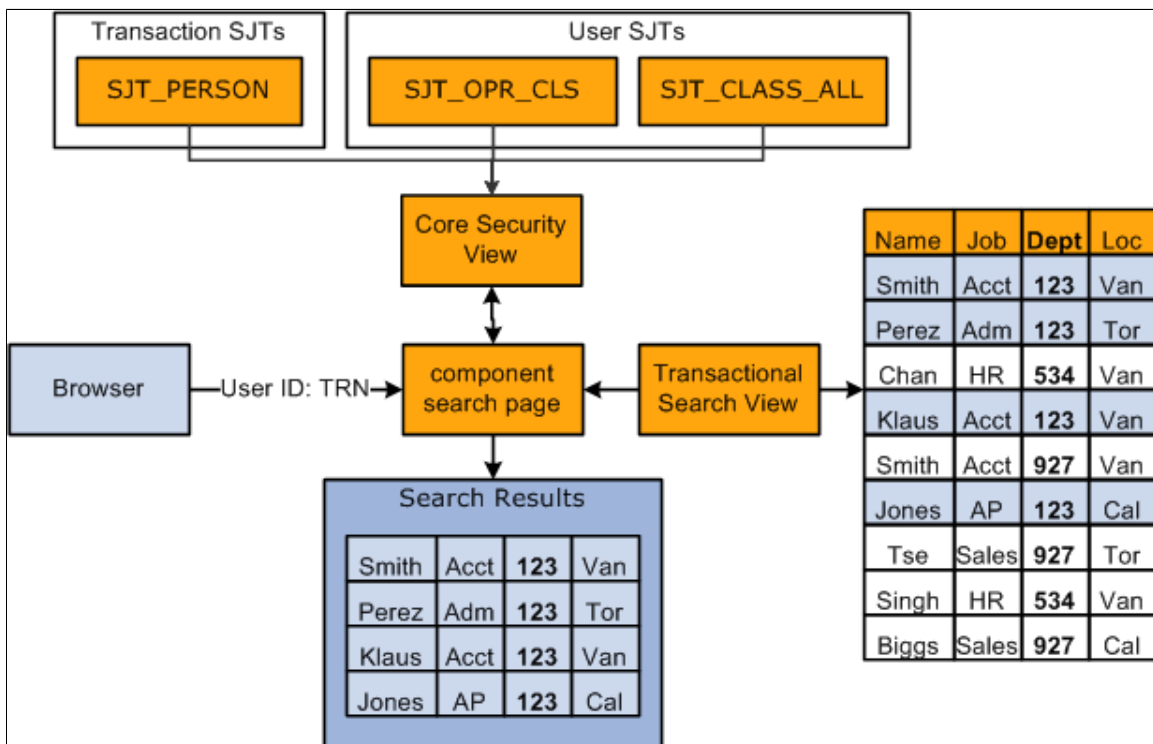 Transaction SJTs
SJT_PERSON
User SJTs
SJT_OPR_CLS
SJT_CLASS_ALL
Core Security
View
Browser
User ID: TRN
component
search page
Transactional
Search View
Search Results
Smith Acct 123 Van
Perez Adm 123 Tor
Klaus Acct 123 Van
Jones AP 123 Cal
Name Job Dept Loc
Smith Acct 123 Van
Perez Adm 123 Tor
Chan HR 534 Van
Klaus Acct 123 Van
Smith Acct 927 Van
Jones AP 123 Cal
Tse Sales 927 Tor
Singh HR 534 Van
Biggs Sales 927 Cal